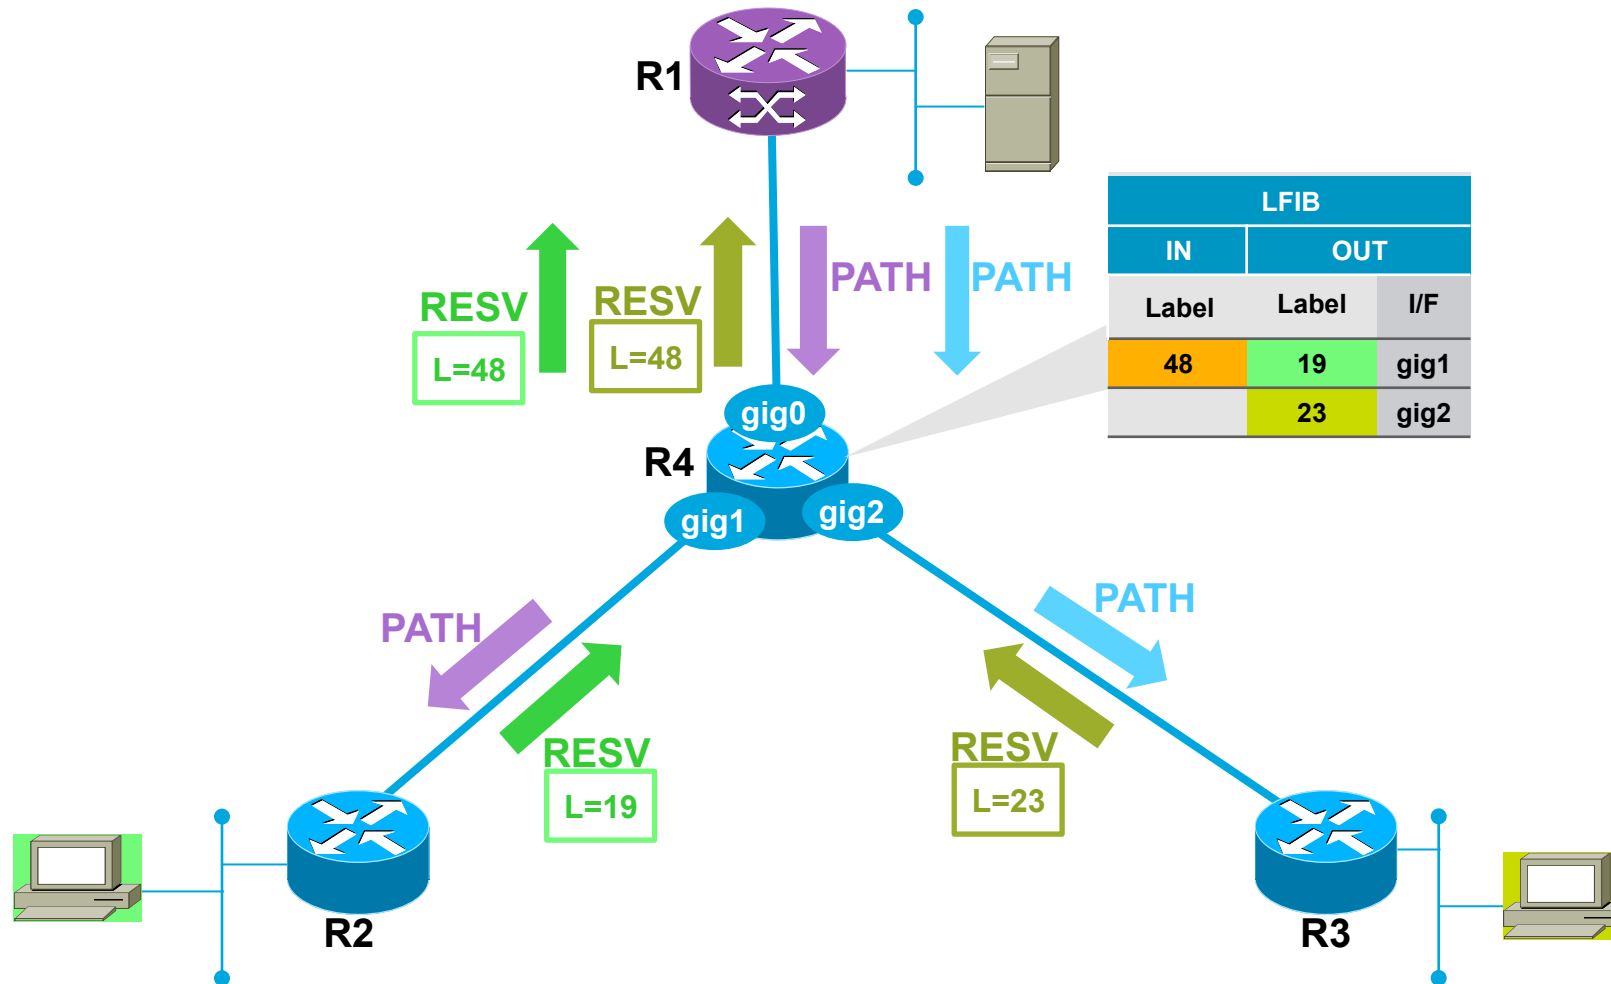 R1
LFIB
IN OUT
Label Label I/F
48 19 gig1
23 gig2
RESV
L=48
RESV
L=48
PATH
PATH
gig0
R4
gig1
gig2
PATH
RESV
L=19
PATH
RESV
L=23
R2
R3